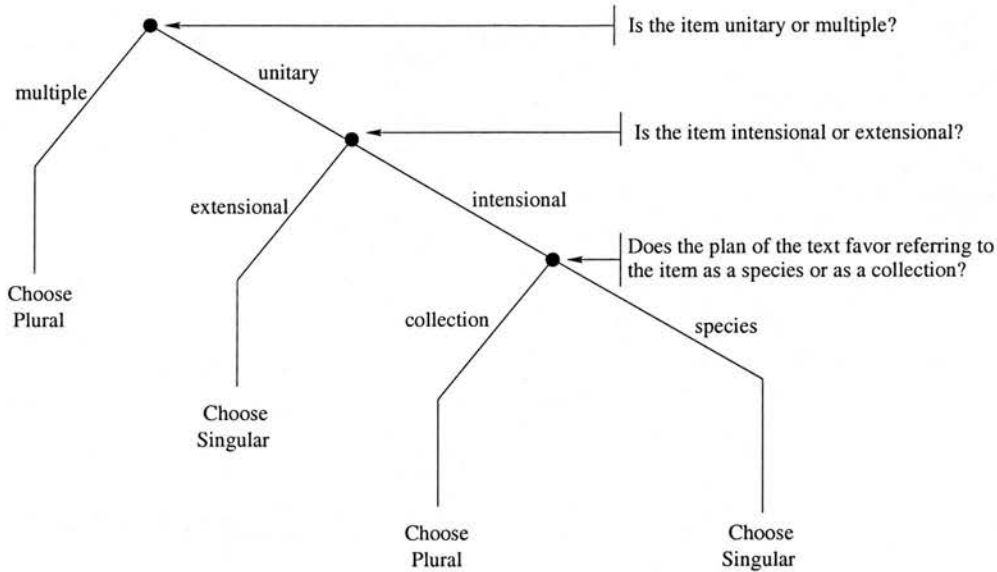 Is the item unitary or multiple?
unitary
multiple
Is the item intensional or extensional?
extensional
intensional
Does the plan of the text favor referring to
the item as a species or as a collection?
Choose
Plural
collection
species
Choose
Singular
Choose
Plural
Choose
Singular